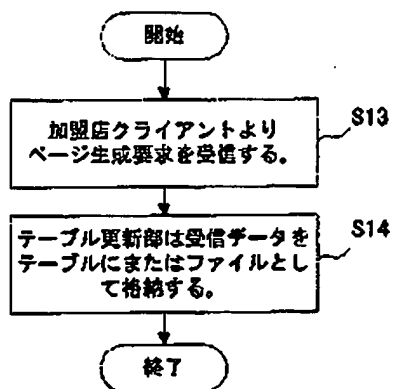 開始
加盟店クライアントより
ページ生成要求を受信する。
S13
テーブル更新部は受信データを
テーブルにまたはファイルとし
て格納する。
S14
終了